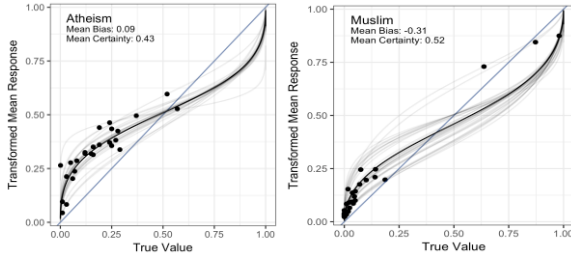 Atheism
Mean Bias: 0.09
Mean Certainty: 0.43
Transformed Mean Response
1.00
0.75
0.50
0.25
0.00
0.00 0.25 0.50 0.75 1.00
True Value
Muslim
Mean Bias: -0.31
Mean Certainty: 0.52
Transformed Mean Response
1.00
0.75
0.50
0.25
0.00
0.00 0.25 0.50 0.75 1.00
True Value